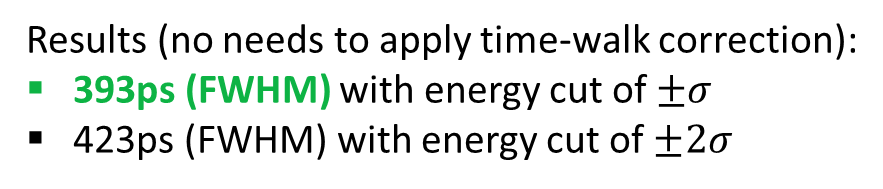 Results (no needs to apply time-walk correction):
▪ 393ps (FWHM) with energy cut of ±σ
▪ 423ps (FWHM) with energy cut of ±2σ